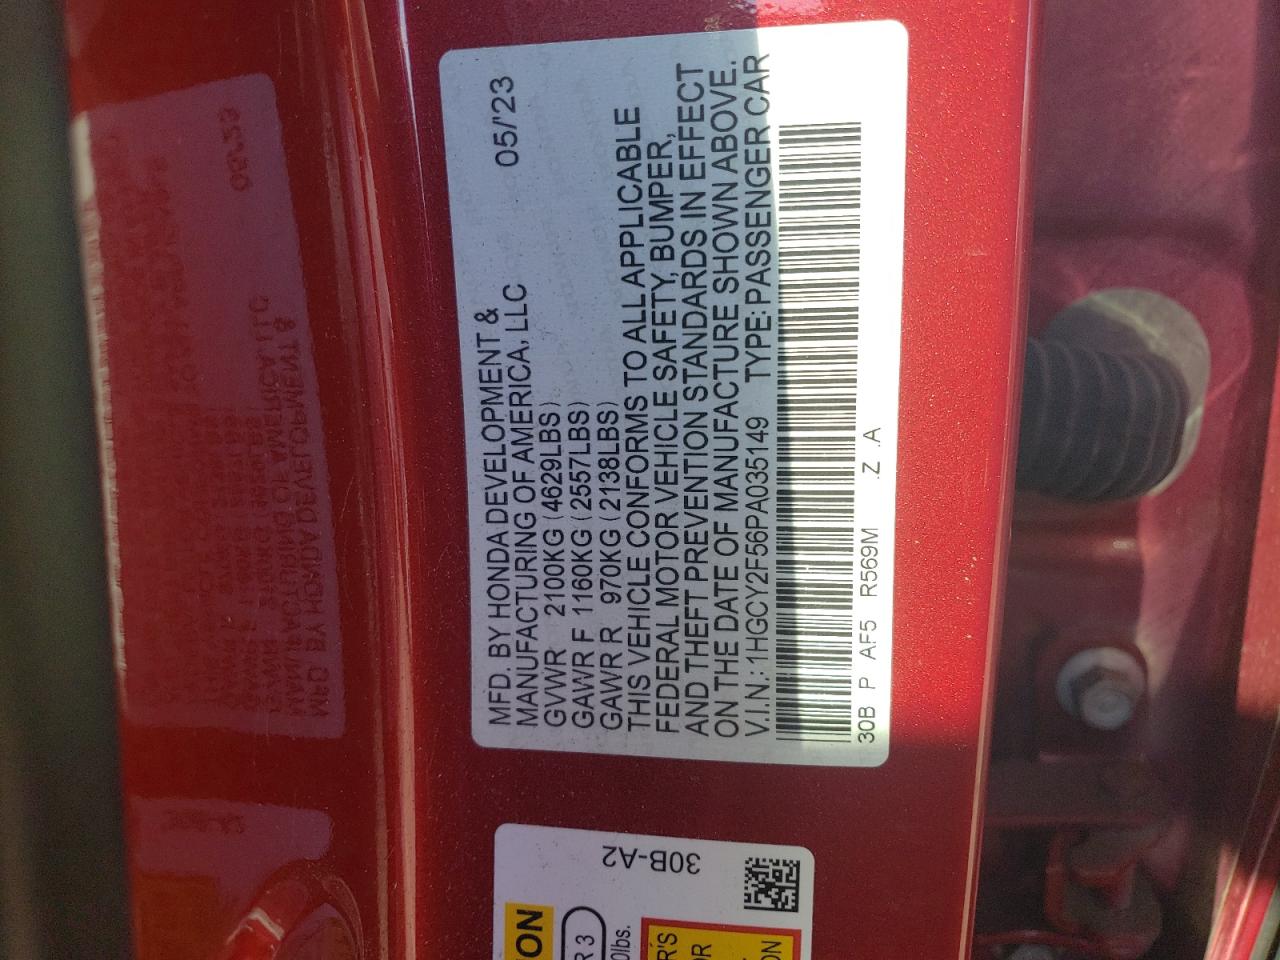 MFD. BY HONDA DEVELOPMENT & 05/'23
MANUFACTURING OF AMERICA, LLC
GVWR 2100KG (4629LBS)
GAWR F 1160KG (2557LBS)
GAWR R 970KG (2138LBS)
THIS VEHICLE CONFORMS TO ALL APPLICABLE
FEDERAL MOTOR VEHICLE SAFETY, BUMPER,
AND THEFT PREVENTION STANDARDS IN EFFECT
ON THE DATE OF MANUFACTURE SHOWN ABOVE.
V.I.N.: 1HGCY2F56PA035149 TYPE: PASSENGER CAR
30B P AF5 R569M .Z .A
30B-A2